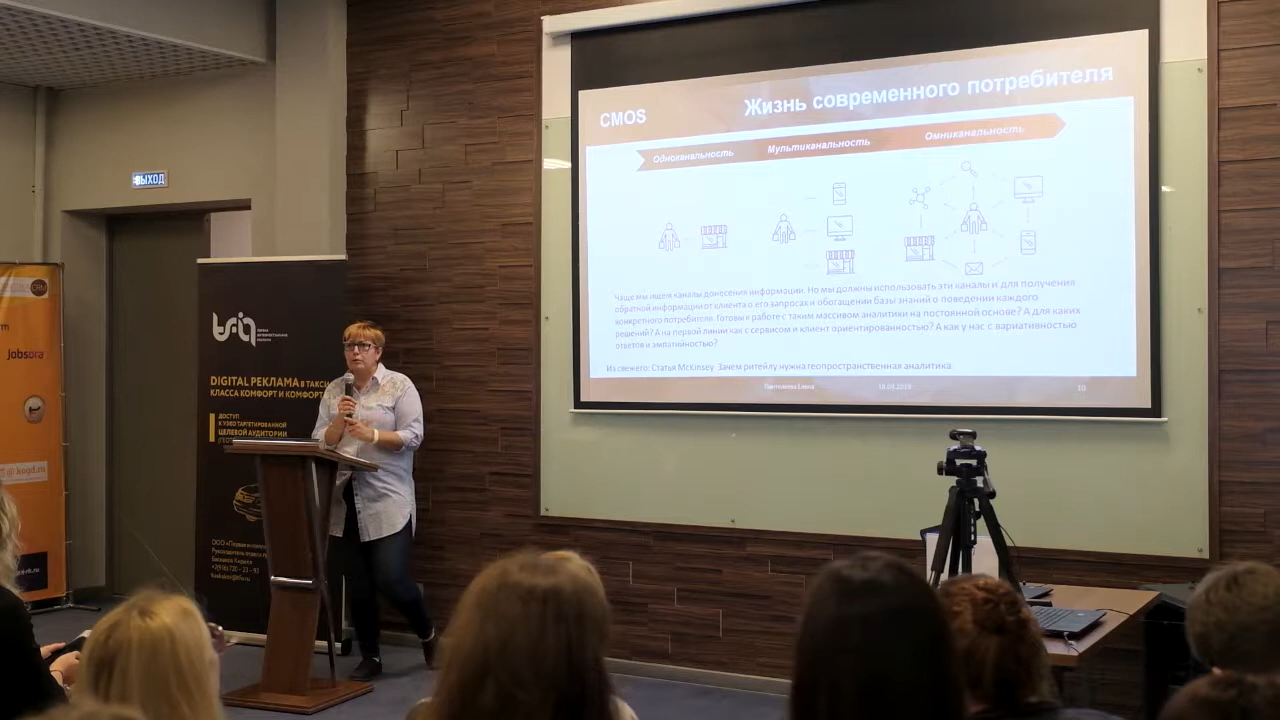 CMOS
Жизнь современного потребителя
Одноканальность
Мультиканальность
Омниканальность
Чаще мы ищем каналы донесения информации. Но мы должны использовать эти каналы и для получения
обратной информации от клиента о его запросах и обогащении базы знаний о поведении каждого
конкретного потребителя. Готовы к работе с таким массивом аналитики на постоянной основе? А для каких
решений? А на первой линии как с сервисом и клиент ориентированностью? А как у нас с вариативностью
ответов и эмпатийностью?
Из свежего: Статья McKinsey. Зачем ритейлу нужна геопространственная аналитика.
Пантелеева Елена
10
ВЫХОД
Jobsora
DIGITAL РЕКЛАМА В ТАКСИ
КЛАССА КОМФОРТ И КОМФОРТ
ДОСТУП
К УЗКО ТАРГЕТИРОВАННОЙ
ЦЕЛЕВОЙ АУДИТОРИИ